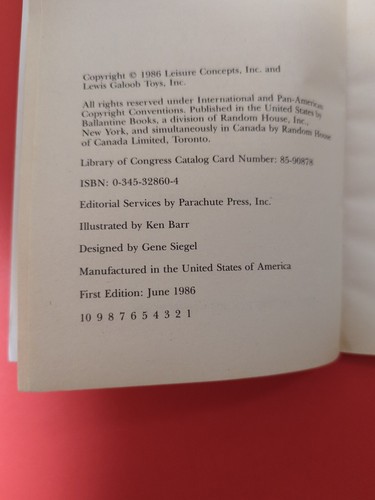 Copyright © 1986 Leisure Concepts, Inc. and
Lewis Galoob Toys, Inc.
All rights reserved under International and Pan-American
Copyright Conventions. Published in the United States by
Ballantine Books, a division of Random House, Inc.,
New York, and simultaneously in Canada by Random House
of Canada Limited, Toronto.
Library of Congress Catalog Card Number: 85-90878
ISBN: 0-345-32860-4
Editorial Services by Parachute Press, Inc.
Illustrated by Ken Barr
Designed by Gene Siegel
Manufactured in the United States of America
First Edition: June 1986
10 9 8 7 6 5 4 3 2 1